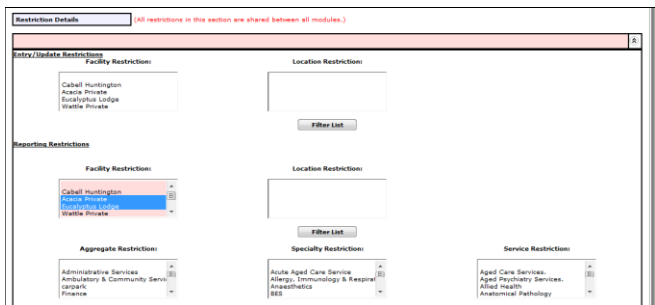 Restriction Details (All restrictions in this section are shared between all modules.)
Entry/Update Restrictions
Facility Restriction: Location Restriction:
Cabell Huntington
Acacia Private
Eucalyptus Lodge
Wattle Private
Filter List
Reporting Restrictions
Facility Restriction: Location Restriction:
Cabell Huntington
Acacia Private
Eucalyptus Lodge
Wattle Private
Filter List
Aggregate Restriction: Specialty Restriction: Service Restriction:
Administrative Services Acute Aged Care Service Aged Care Services.
Ambulatory & Community Servi Allergy, Immunology & Respirat Aged Psychiatry Services.
carpark Anaesthetics Allied Health
Finance BES Anatomical Pathology